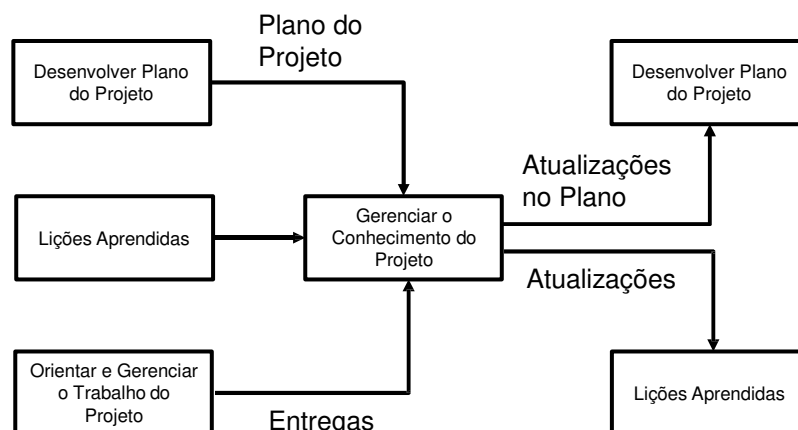 Plano do
Projeto
Desenvolver Plano
do Projeto
Desenvolver Plano
do Projeto
Atualizações
no Plano
Lições Aprendidas
Gerenciar o
Conhecimento do
Projeto
Atualizações
Orientar e Gerenciar
o Trabalho do
Projeto
Entregas
Lições Aprendidas